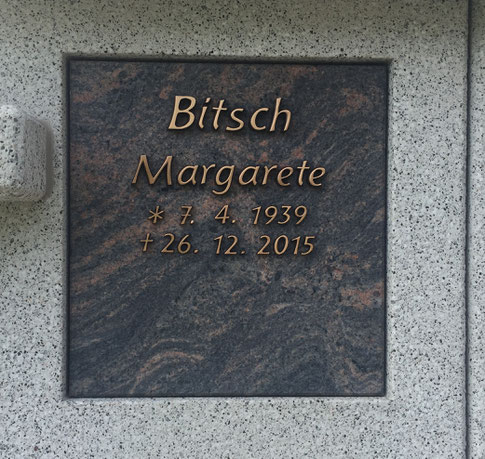 Bitsch
Margarete
* 7. 4. 1939
† 26. 12. 2015